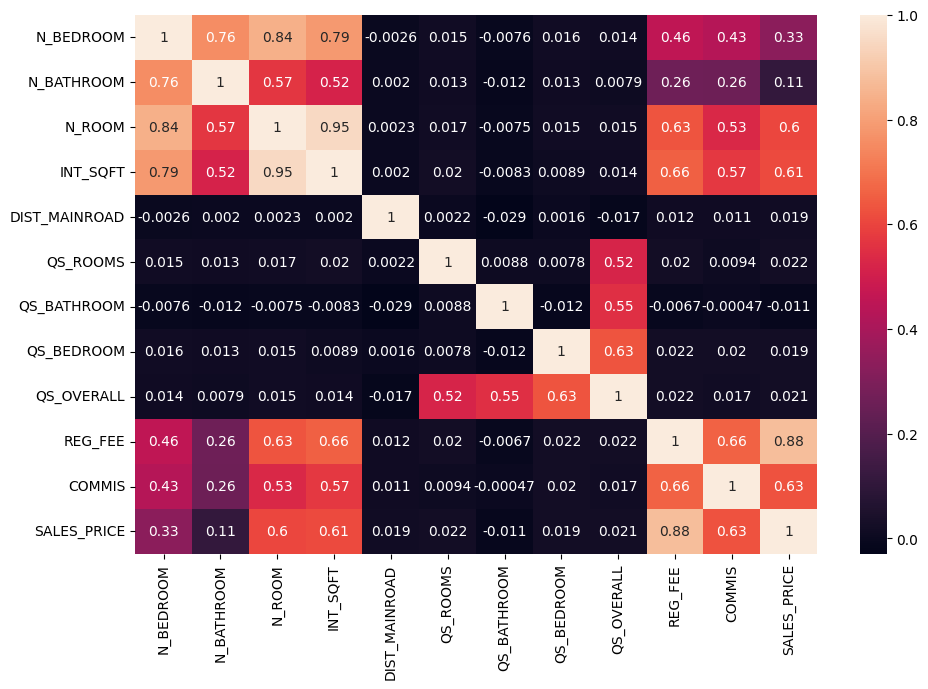 N_BEDROOM 1 0.76 0.84 0.79 -0.0026 0.015 -0.0076 0.016 0.014 0.46 0.43 0.33
N_BATHROOM 0.76 1 0.57 0.52 0.002 0.013 -0.012 0.013 0.0079 0.26 0.26 0.11
N_ROOM 0.84 0.57 1 0.95 0.0023 0.017 -0.0075 0.015 0.015 0.63 0.53 0.6
INT_SQFT 0.79 0.52 0.95 1 0.002 0.02 -0.0083 0.0089 0.014 0.66 0.57 0.61
DIST_MAINROAD -0.0026 0.002 0.0023 0.002 1 0.0022 -0.029 0.0016 -0.017 0.012 0.011 0.019
QS_ROOMS 0.015 0.013 0.017 0.02 0.0022 1 0.0088 0.0078 0.52 0.02 0.0094 0.022
QS_BATHROOM -0.0076 -0.012 -0.0075 -0.0083 -0.029 0.0088 1 -0.012 0.55 -0.0067 -0.00047 -0.011
QS_BEDROOM 0.016 0.013 0.015 0.0089 0.0016 0.0078 -0.012 1 0.63 0.022 0.02 0.019
QS_OVERALL 0.014 0.0079 0.015 0.014 -0.017 0.52 0.55 0.63 1 0.022 0.017 0.021
REG_FEE 0.46 0.26 0.63 0.66 0.012 0.02 -0.0067 0.022 0.022 1 0.66 0.88
COMMIS 0.43 0.26 0.53 0.57 0.011 0.0094 -0.00047 0.02 0.017 0.66 1 0.63
SALES_PRICE 0.33 0.11 0.6 0.61 0.019 0.022 -0.011 0.019 0.021 0.88 0.63 1
N_BEDROOM
N_BATHROOM
N_ROOM
INT_SQFT
DIST_MAINROAD
QS_ROOMS
QS_BATHROOM
QS_BEDROOM
QS_OVERALL
REG_FEE
COMMIS
SALES_PRICE
1.0
0.8
0.6
0.4
0.2
0.0